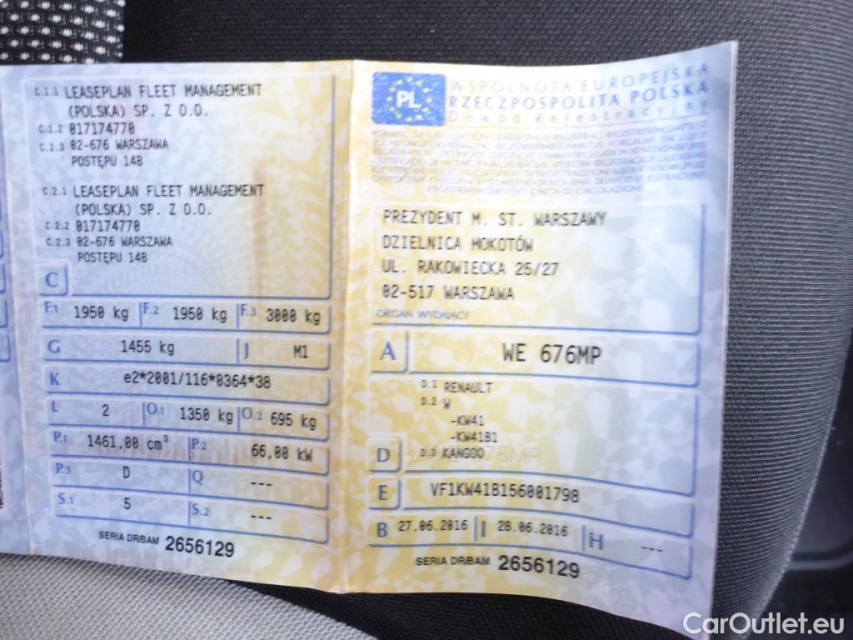 C.1.1 LEASEPLAN FLEET MANAGEMENT
(POLSKA) SP. Z O.O.
C.1.2 017174770
C.1.3 02-676 WARSZAWA
POSTĘPU 14B
C.2.1 LEASEPLAN FLEET MANAGEMENT
(POLSKA) SP. Z O.O.
C.2.2 017174770
C.2.3 02-676 WARSZAWA
POSTĘPU 14B
C
F.1 1950 kg F.2 1950 kg F.3 3000 kg
G 1455 kg J M1
K e2*2001/116*0364*38
L 2 O.1 1350 kg O.2 695 kg
P.1 1461,00 cm³ P.2 66,00 kW
P.3 D Q ---
S.1 5 S.2 ---
SERIA DR/BAM 2656129
PL
WSPÓLNOTA EUROPEJSKA
RZECZPOSPOLITA POLSKA
Dowód Rejestracyjny
PREZYDENT M. ST. WARSZAWY
DZIELNICA MOKOTÓW
UL. RAKOWIECKA 25/27
02-517 WARSZAWA
ORGAN WYDAJĄCY
A WE 676MP
D.1 RENAULT
D.2 W
-KW41
-KW41B1
D D.3 KANGOO
E VF1KW41B156001798
B 27.06.2016 I 28.06.2016 H ---
SERIA DR/BAM 2656129
CarOutlet.eu